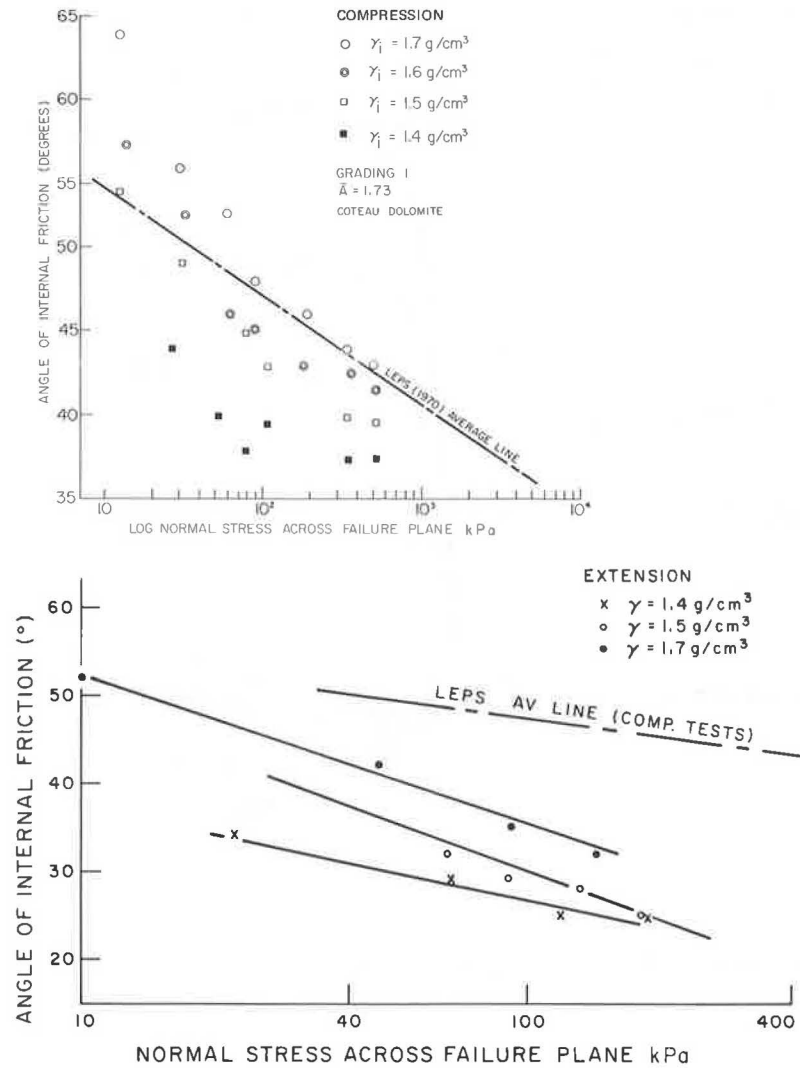 COMPRESSION
γi = 1.7 g/cm³
γi = 1.6 g/cm³
γi = 1.5 g/cm³
γi = 1.4 g/cm³
GRADING I
Ā = 1.73
COTEAU DOLOMITE
ANGLE OF INTERNAL FRICTION (DEGREES)
65
60
55
50
45
40
35
LEPS (1970) AVERAGE LINE
10 10² 10³ 10⁴
LOG NORMAL STRESS ACROSS FAILURE PLANE kPa
EXTENSION
x γ = 1.4 g/cm³
o γ = 1.5 g/cm³
• γ = 1.7 g/cm³
ANGLE OF INTERNAL FRICTION (°)
60
50
40
30
20
LEPS AV LINE (COMP. TESTS)
10 40 100 400
NORMAL STRESS ACROSS FAILURE PLANE kPa